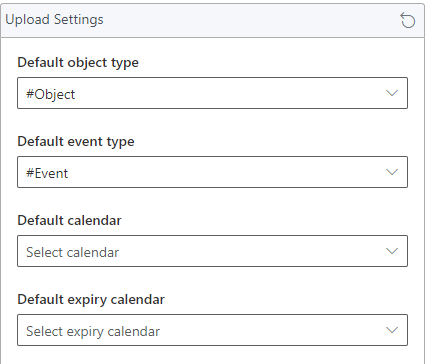 Upload Settings
Default object type
#Object
Default event type
#Event
Default calendar
Select calendar
Default expiry calendar
Select expiry calendar